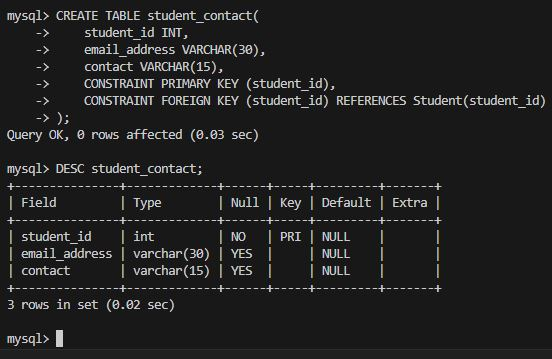 mysql> CREATE TABLE student_contact(
    ->     student_id INT,
    ->     email_address VARCHAR(30),
    ->     contact VARCHAR(15),
    ->     CONSTRAINT PRIMARY KEY (student_id),
    ->     CONSTRAINT FOREIGN KEY (student_id) REFERENCES Student(student_id)
    -> );
Query OK, 0 rows affected (0.03 sec)

mysql> DESC student_contact;
+---------------+-------------+------+-----+---------+-------+
| Field         | Type        | Null | Key | Default | Extra |
+---------------+-------------+------+-----+---------+-------+
| student_id    | int         | NO   | PRI | NULL    |       |
| email_address | varchar(30) | YES  |     | NULL    |       |
| contact       | varchar(15) | YES  |     | NULL    |       |
+---------------+-------------+------+-----+---------+-------+
3 rows in set (0.02 sec)

mysql>